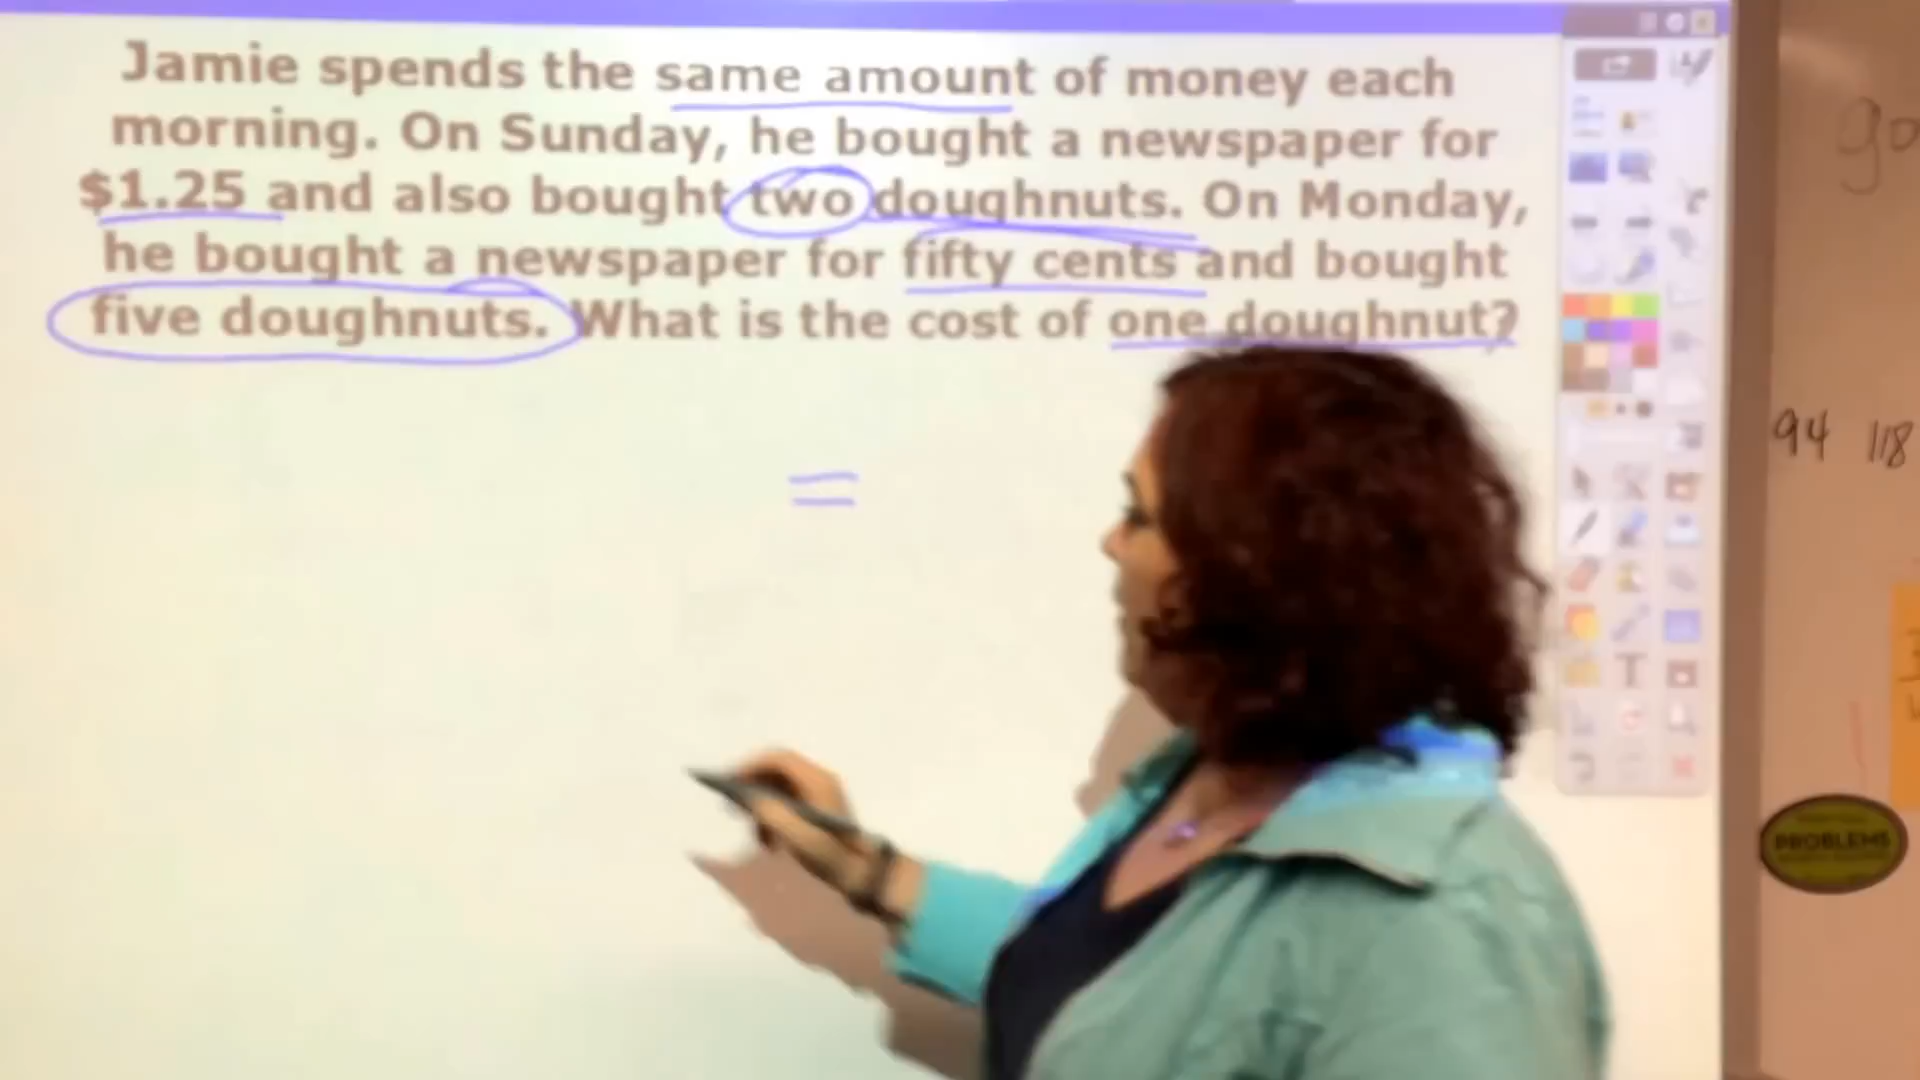 Jamie spends the same amount of money each
morning. On Sunday, he bought a newspaper for
$1.25 and also bought two doughnuts. On Monday,
he bought a newspaper for fifty cents and bought
five doughnuts. What is the cost of one doughnut?
=
go
94 118
PROBLEMS